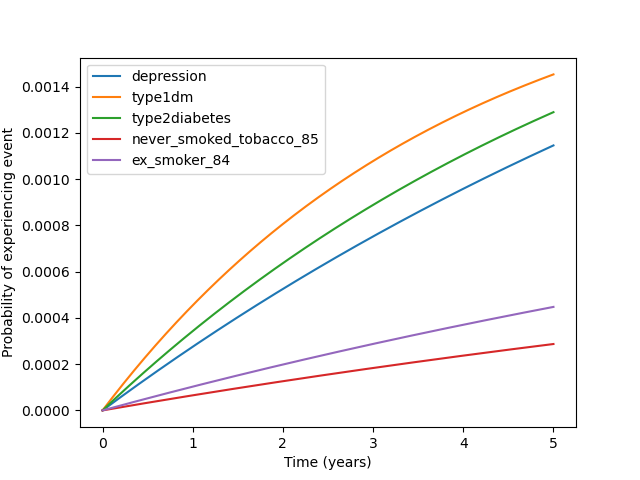 depression
type1dm
type2diabetes
never_smoked_tobacco_85
ex_smoker_84
Probability of experiencing event
0.0014
0.0012
0.0010
0.0008
0.0006
0.0004
0.0002
0.0000
0 1 2 3 4 5
Time (years)